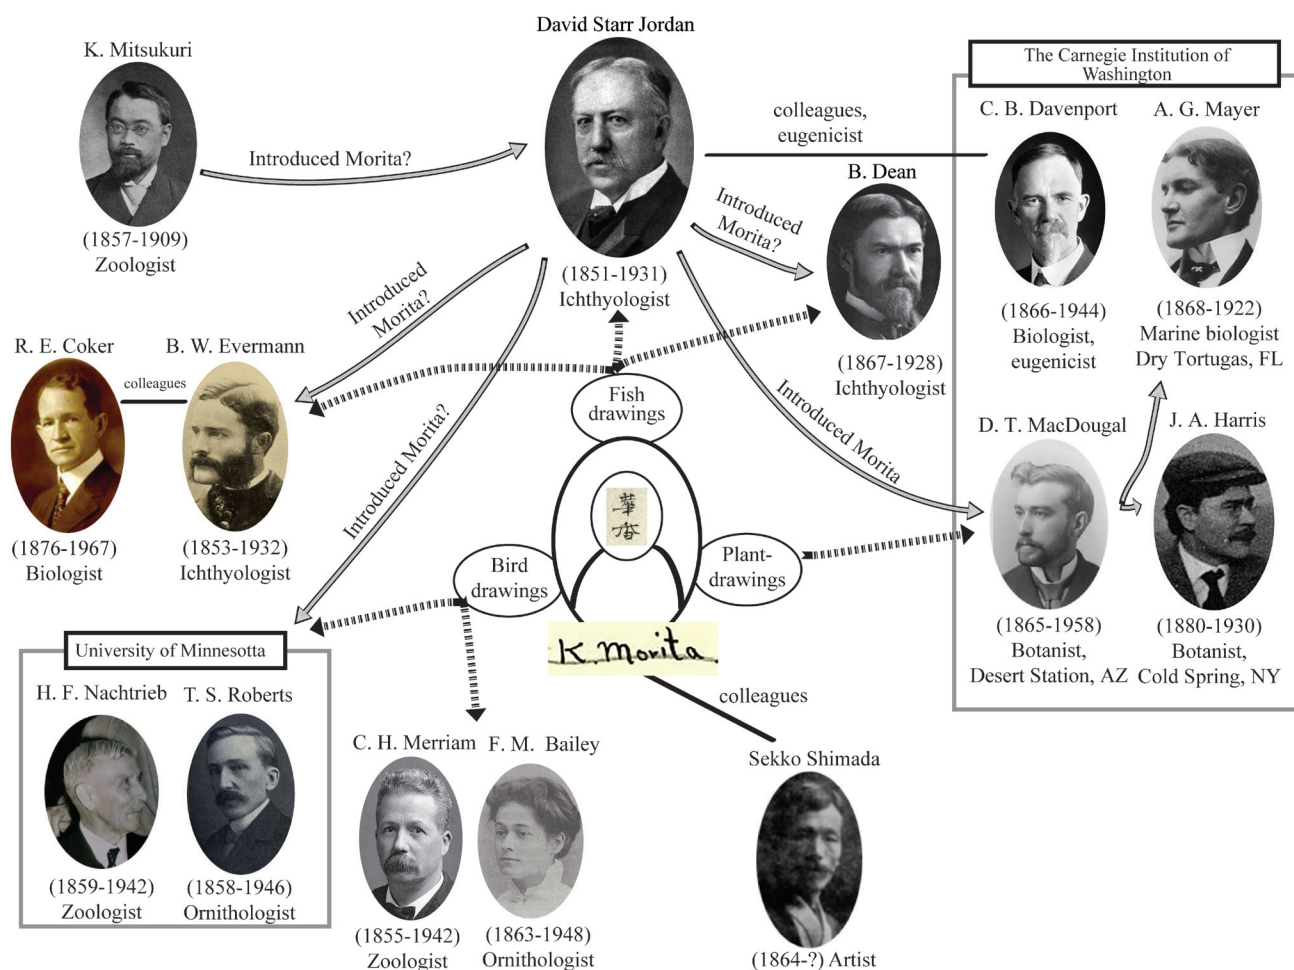 David Starr Jordan
K. Mitsukuri
The Carnegie Institution of
Washington
colleagues,
eugenicist
C. B. Davenport
A. G. Mayer
Introduced Morita?
B. Dean
Introduced
Morita?
(1857-1909)
Zoologist
(1851-1931)
Ichthyologist
Introduced
Morita?
(1866-1944)
Biologist,
eugenicist
(1868-1922)
Marine biologist
Dry Tortugas, FL
R. E. Coker
B. W. Evermann
colleagues
(1867-1928)
Ichthyologist
Fish
drawings
Introduced Morita?
Introduced Morita
D. T. MacDougal
J. A. Harris
華
香
(1876-1967)
Biologist
(1853-1932)
Ichthyologist
Bird
drawings
Plant-
drawings
(1865-1958)
Botanist,
Desert Station, AZ
(1880-1930)
Botanist,
Cold Spring, NY
University of Minnesotta
K. Morita
H. F. Nachtrieb
T. S. Roberts
colleagues
C. H. Merriam
F. M. Bailey
Sekko Shimada
(1859-1942)
Zoologist
(1858-1946)
Ornithologist
(1855-1942)
Zoologist
(1863-1948)
Ornithologist
(1864-?) Artist